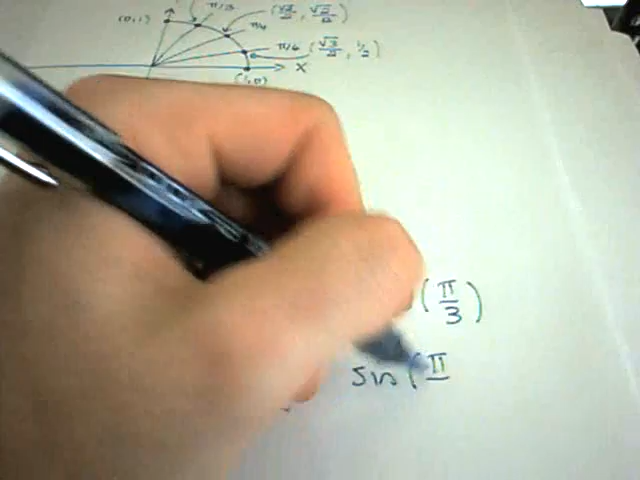 π/3 (√2/2, √2/2)
(0,1) π/4
π/6 (√3/2, 1/2)
x
(1,0)
(π/3)
sin (π